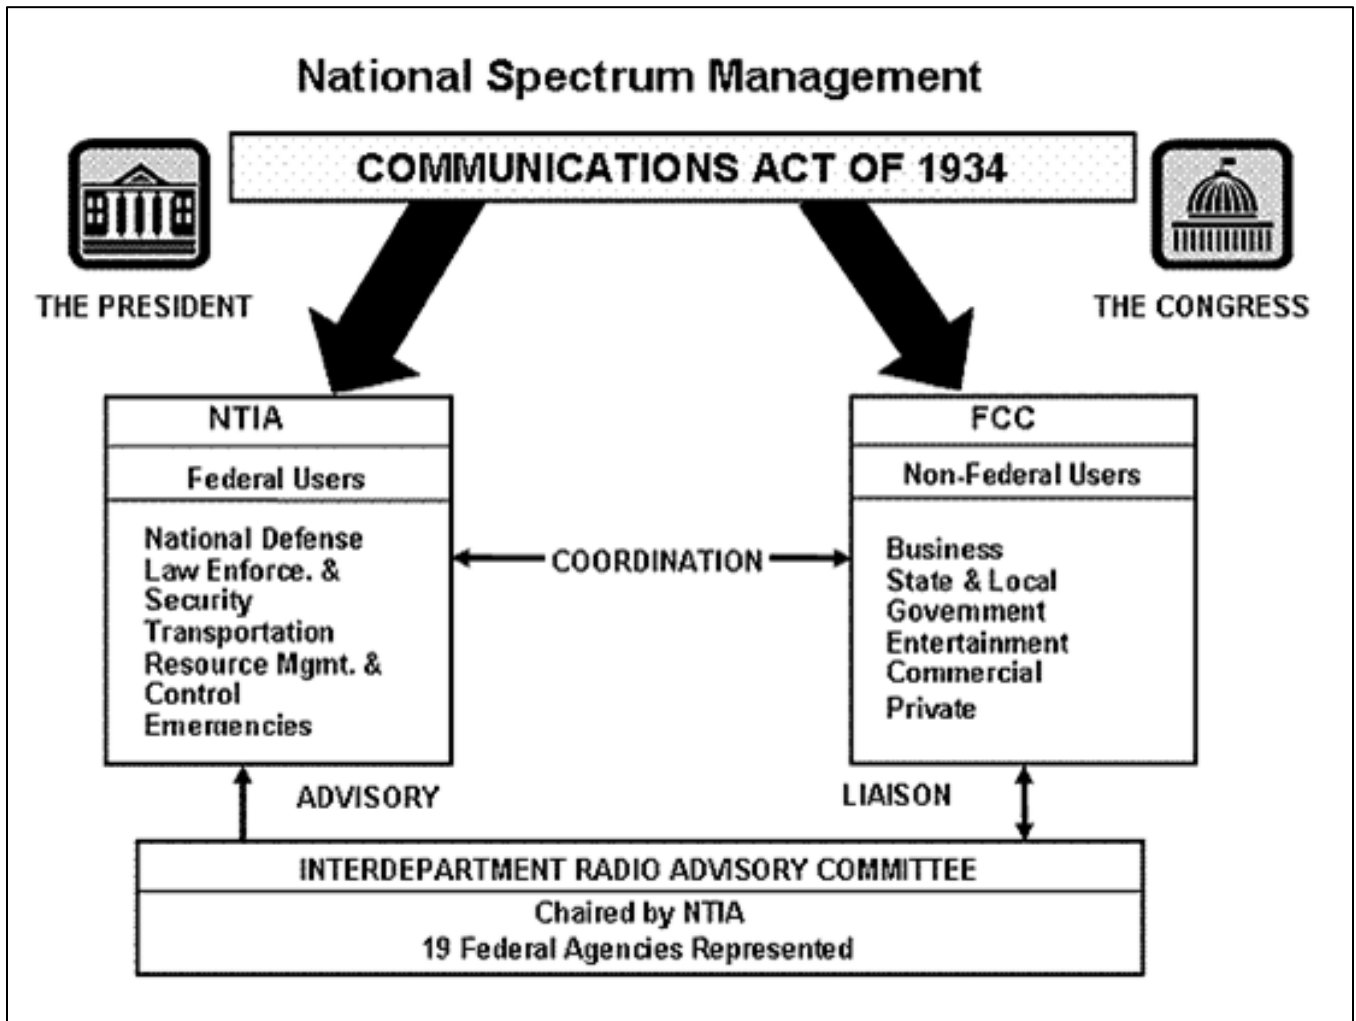 National Spectrum Management
COMMUNICATIONS ACT OF 1934
THE PRESIDENT
THE CONGRESS
NTIA
Federal Users
National Defense
Law Enforce. &
Security
Transportation
Resource Mgmt. &
Control
Emergencies
COORDINATION
FCC
Non-Federal Users
Business
State & Local
Government
Entertainment
Commercial
Private
ADVISORY
LIAISON
INTERDEPARTMENT RADIO ADVISORY COMMITTEE
Chaired by NTIA
19 Federal Agencies Represented